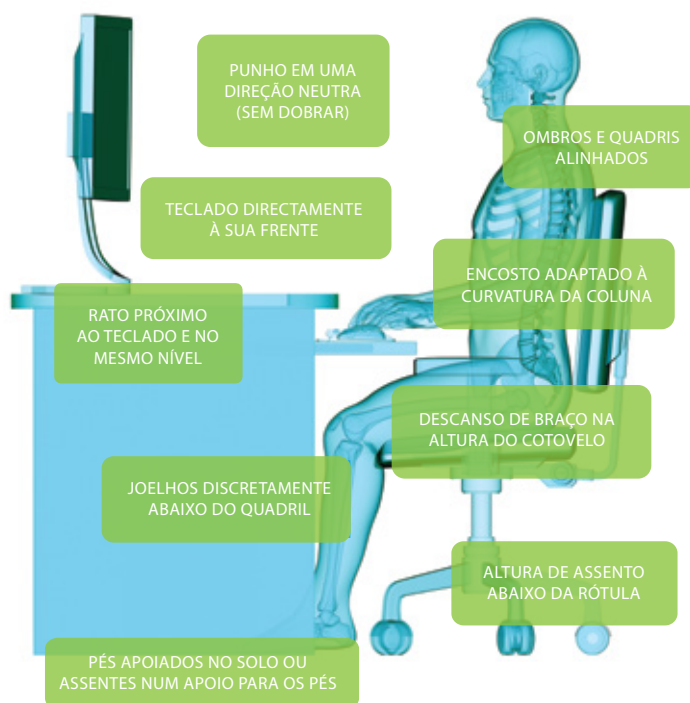 PUNHO EM UMA
DIREÇÃO NEUTRA
(SEM DOBRAR)
OMBROS E QUADRIS
ALINHADOS
TECLADO DIRECTAMENTE
À SUA FRENTE
ENCOSTO ADAPTADO À
CURVATURA DA COLUNA
RATO PRÓXIMO
AO TECLADO E NO
MESMO NÍVEL
DESCANSO DE BRAÇO NA
ALTURA DO COTOVELO
JOELHOS DISCRETAMENTE
ABAIXO DO QUADRIL
ALTURA DE ASSENTO
ABAIXO DA RÓTULA
PÉS APOIADOS NO SOLO OU
ASSENTES NUM APOIO PARA OS PÉS